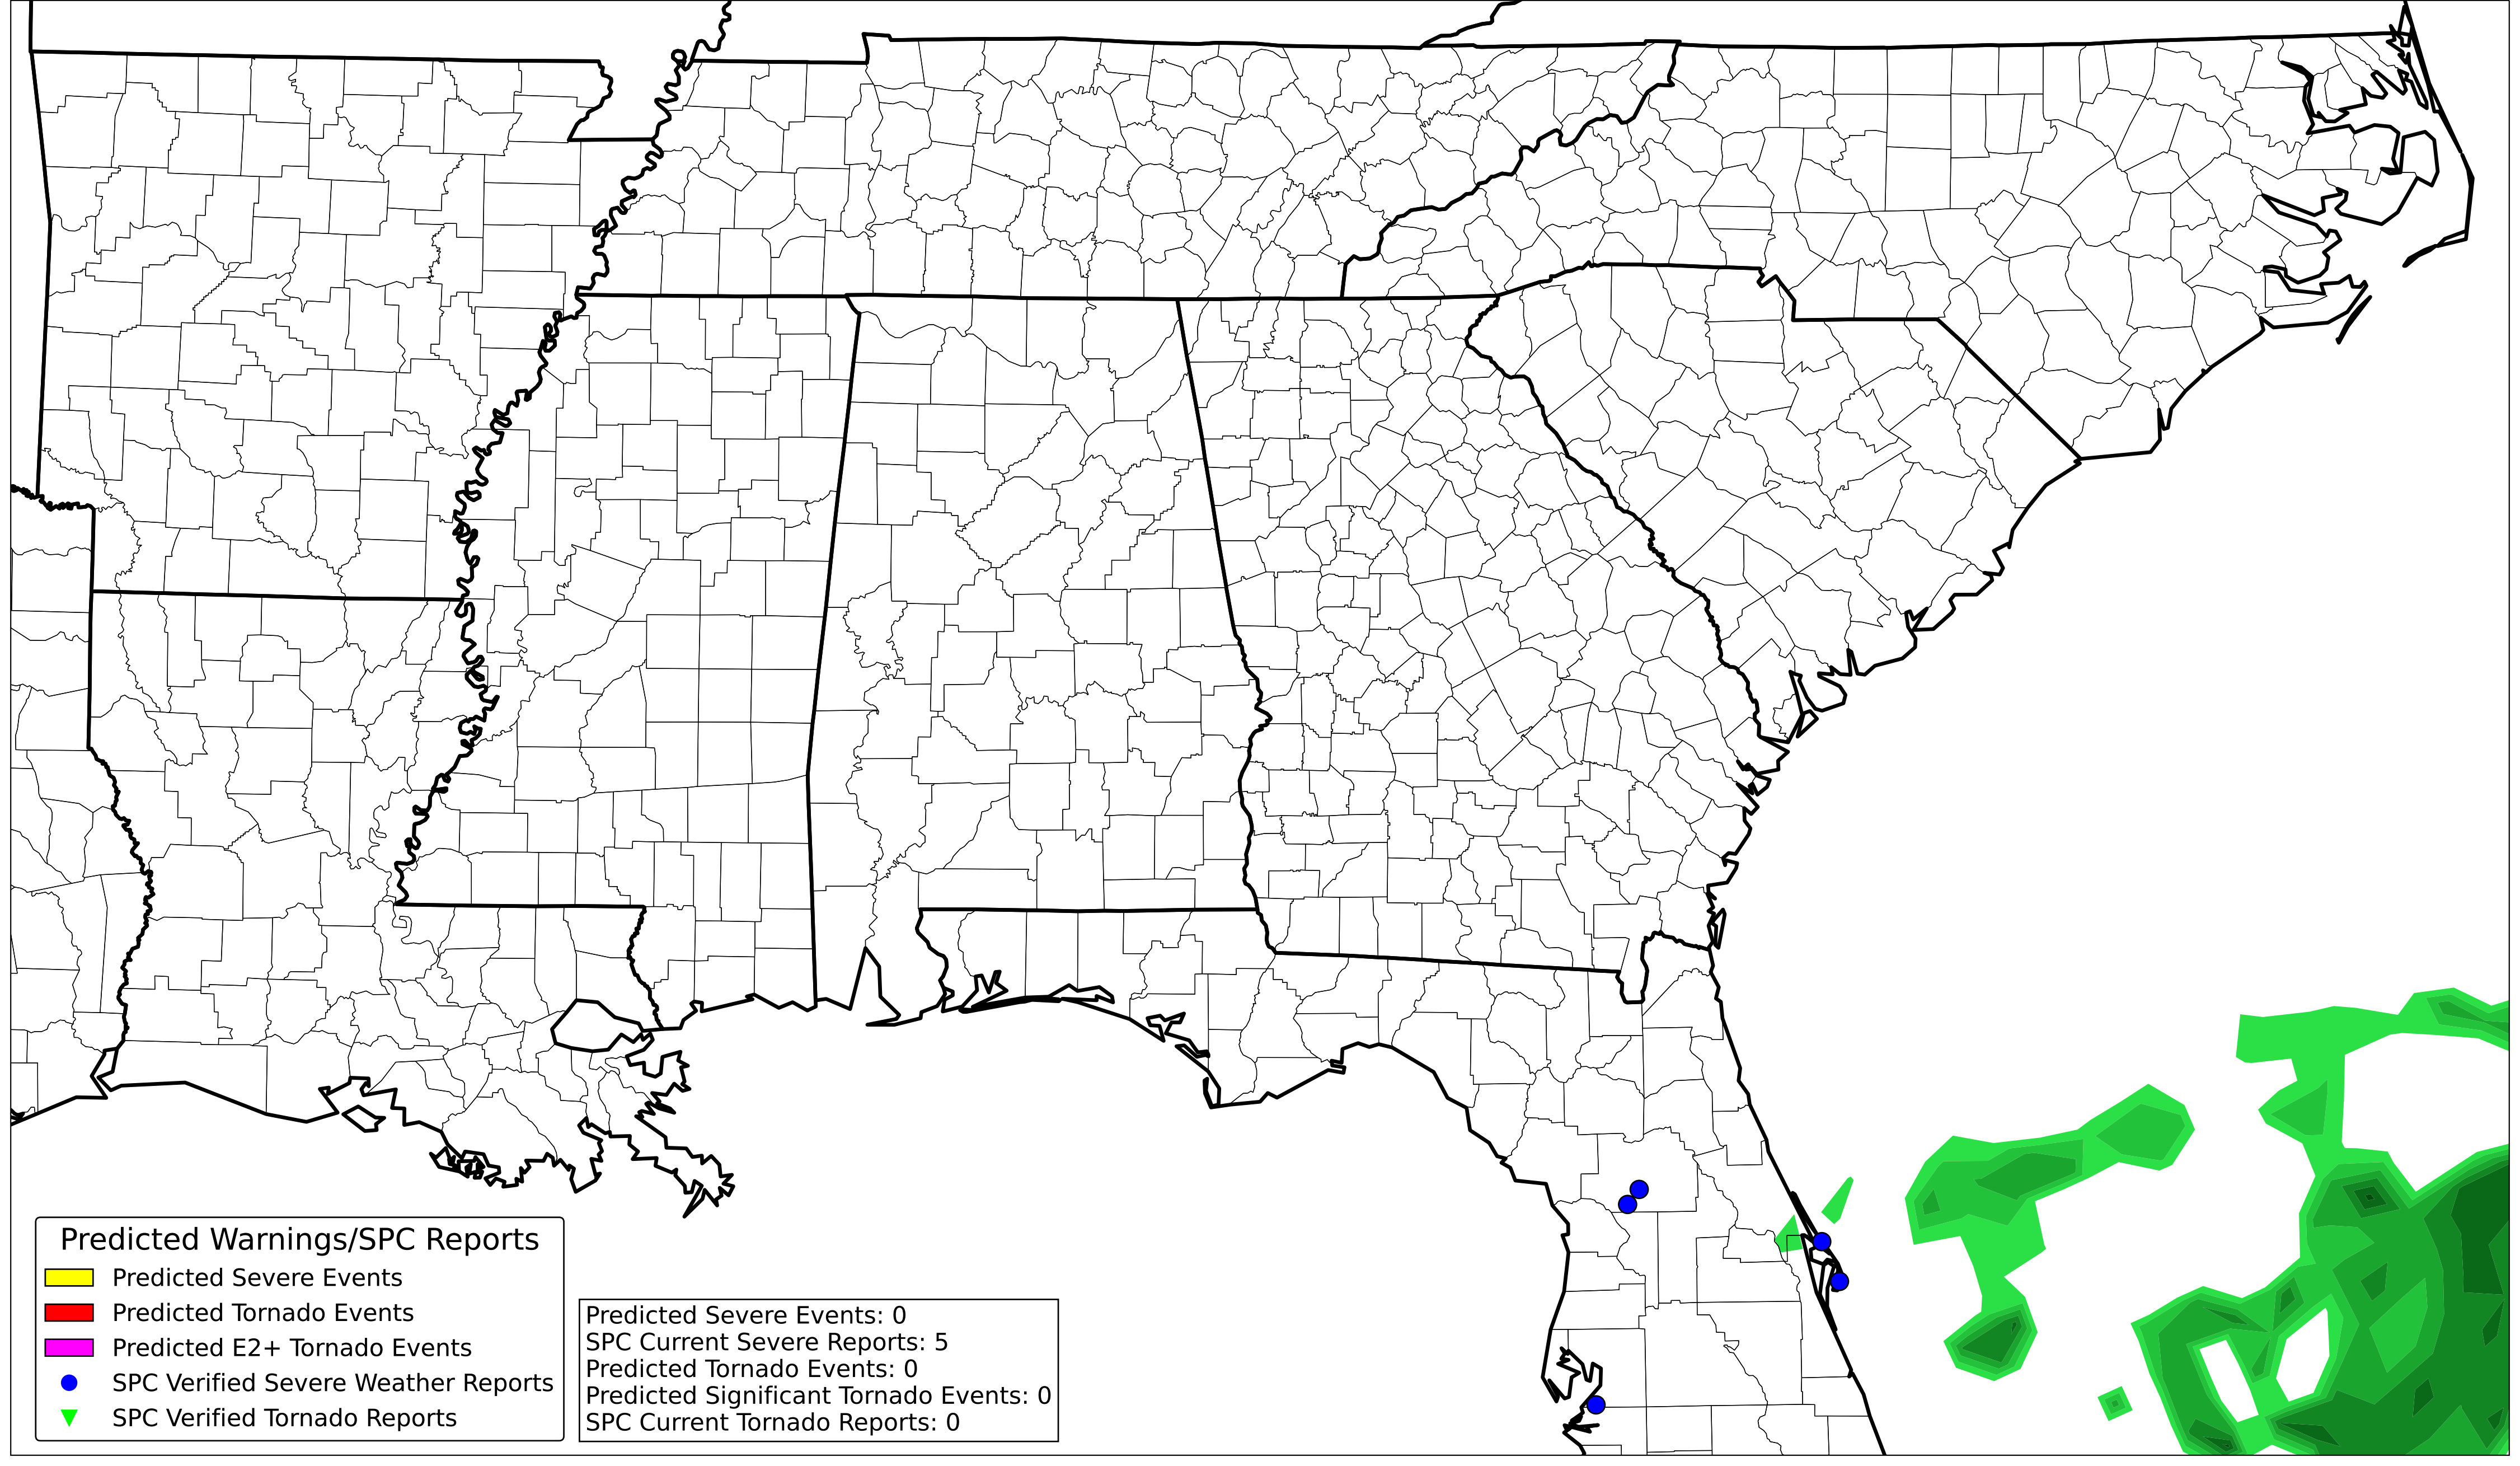 Predicted Warnings/SPC Reports
Predicted Severe Events
Predicted Tornado Events
Predicted E2+ Tornado Events
SPC Verified Severe Weather Reports
SPC Verified Tornado Reports
Predicted Severe Events: 0
SPC Current Severe Reports: 5
Predicted Tornado Events: 0
Predicted Significant Tornado Events: 0
SPC Current Tornado Reports: 0